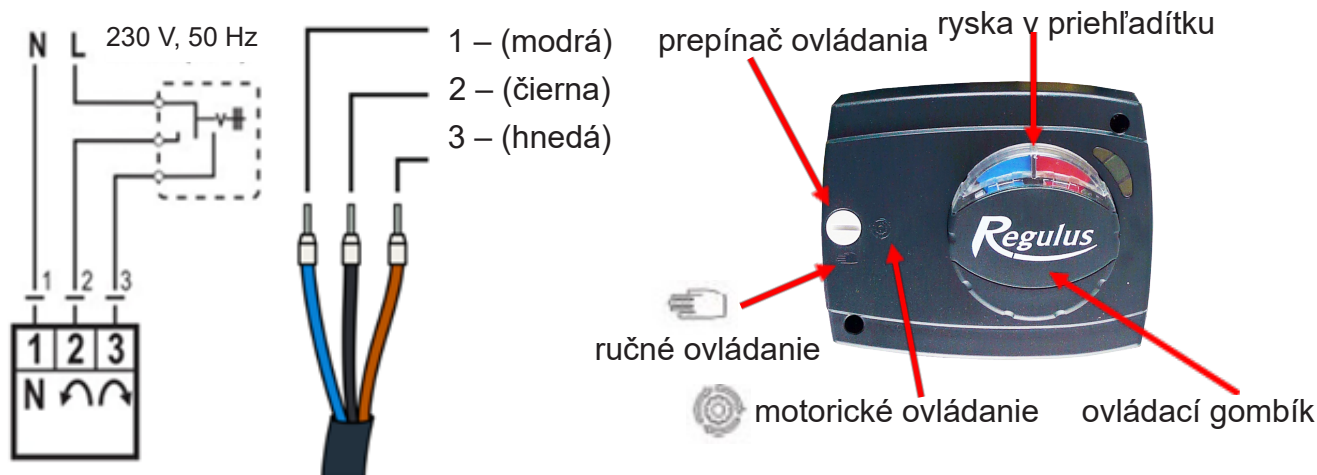 N L 230 V, 50 Hz
1 2 3
1 2 3
N
1 – (modrá)
2 – (čierna)
3 – (hnedá)
prepínač ovládania
ryska v priehľadítku
Regulus
ručné ovládanie
motorické ovládanie
ovládací gombík